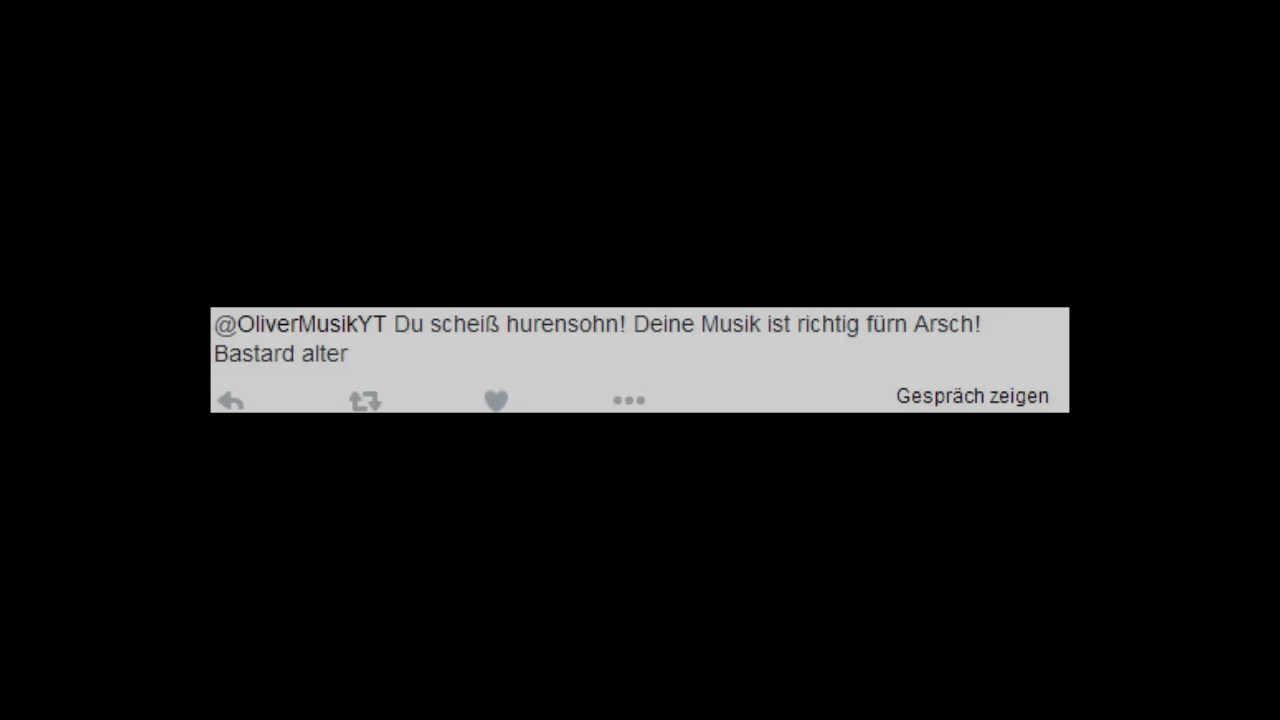 @OliverMusikYT Du scheiß hurensohn! Deine Musik ist richtig fürn Arsch!
Bastard alter
Gespräch zeigen